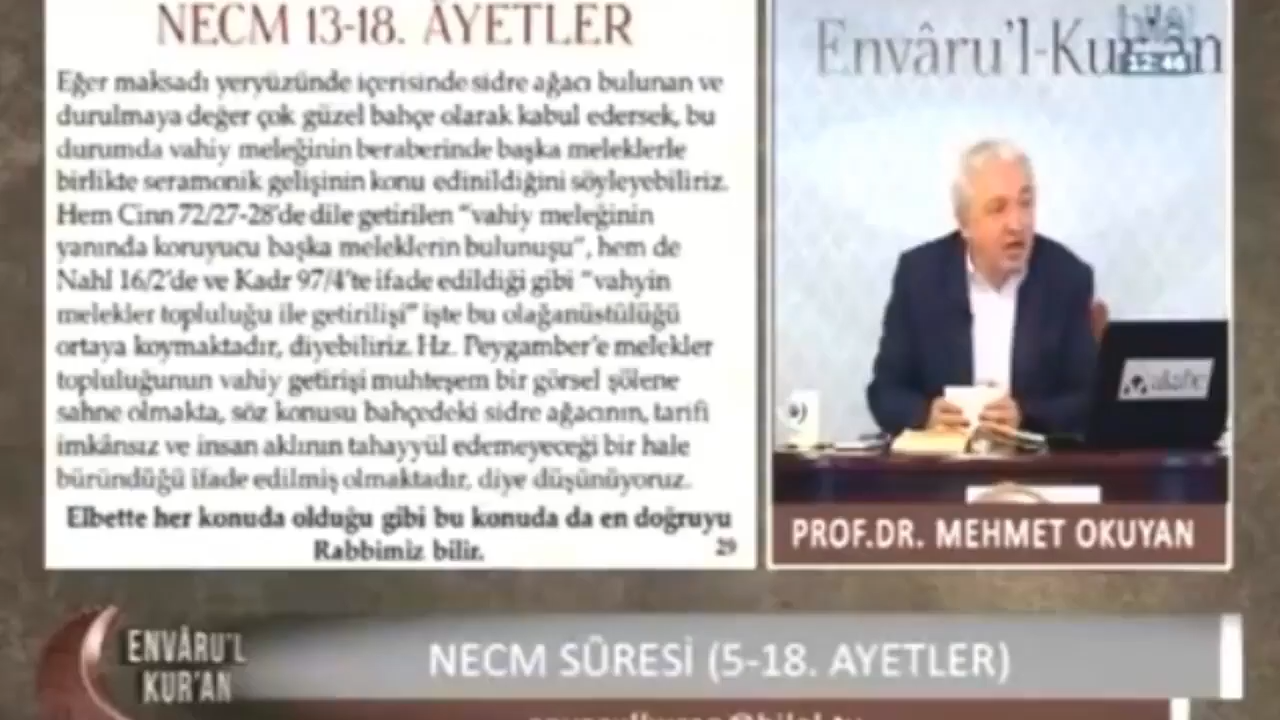 NECM 13-18. ÂYETLER
Eğer maksadı yeryüzünde içerisinde sidre ağacı bulunan ve
durulmaya değer çok güzel bahçe olarak kabul edersek, bu
durumda vahiy meleğinin beraberinde başka meleklerle
birlikte seramonik gelişinin konu edinildiğini söyleyebiliriz.
Hem Cinn 72/27-28'de dile getirilen “vahiy meleğinin
yanında koruyucu başka meleklerin bulunuşu”, hem de
Nahl 16/2'de ve Kadr 97/4'te ifade edildiği gibi “vahyin
melekler topluluğu ile getirilişi” işte bu olağanüstülüğü
ortaya koymaktadır, diyebiliriz. Hz. Peygamber'e melekler
topluluğunun vahiy getirişi muhteşem bir görsel şölene
sahne olmakta, söz konusu bahçedeki sidre ağacının, tarifi
imkânsız ve insan aklının tahayyül edemeyeceği bir hale
büründüğü ifade edilmiş olmaktadır, diye düşünüyoruz.
Elbette her konuda olduğu gibi bu konuda da en doğruyu
Rabbimiz bilir.
29
Envâru'l-Kur'an
12:46
PROF.DR. MEHMET OKUYAN
ENVÂRU'L
KUR'AN
NECM SÛRESİ (5-18. AYETLER)